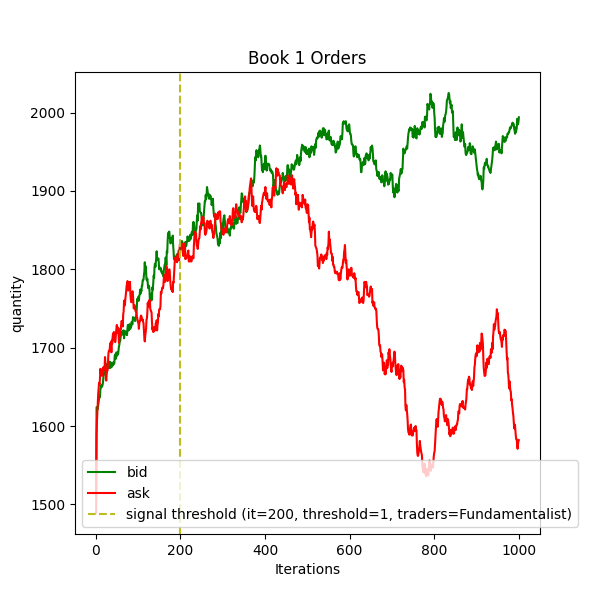 Book 1 Orders
quantity
2000
1900
1800
1700
1600
1500
bid
ask
signal threshold (it=200, threshold=1, traders=Fundamentalist)
0 200 400 600 800 1000
Iterations